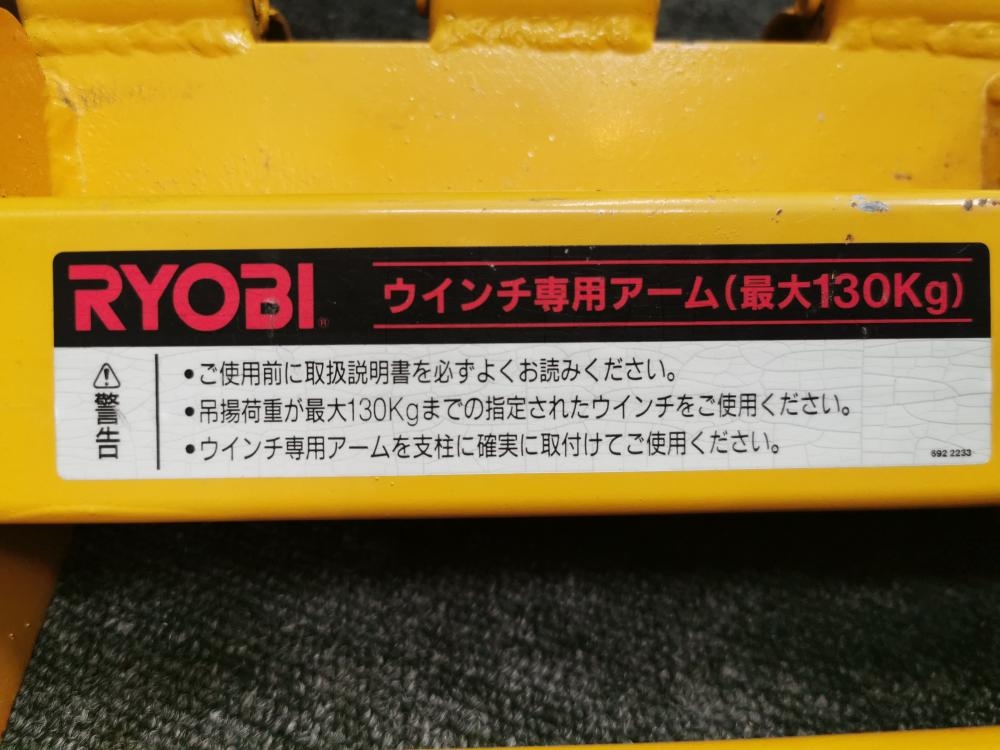 RYOBI®
ウインチ専用アーム(最大130Kg)
⚠警告
•ご使用前に取扱説明書を必ずよくお読みください。
•吊揚荷重が最大130Kgまでの指定されたウインチをご使用ください。
•ウインチ専用アームを支柱に確実に取付けてご使用ください。
692 2233